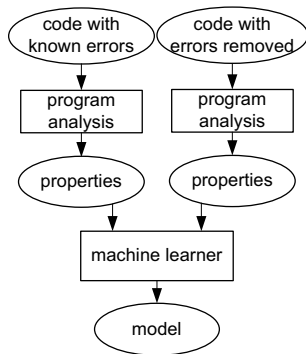 code with
known errors
code with
errors removed
program
analysis
program
analysis
properties
properties
machine learner
model